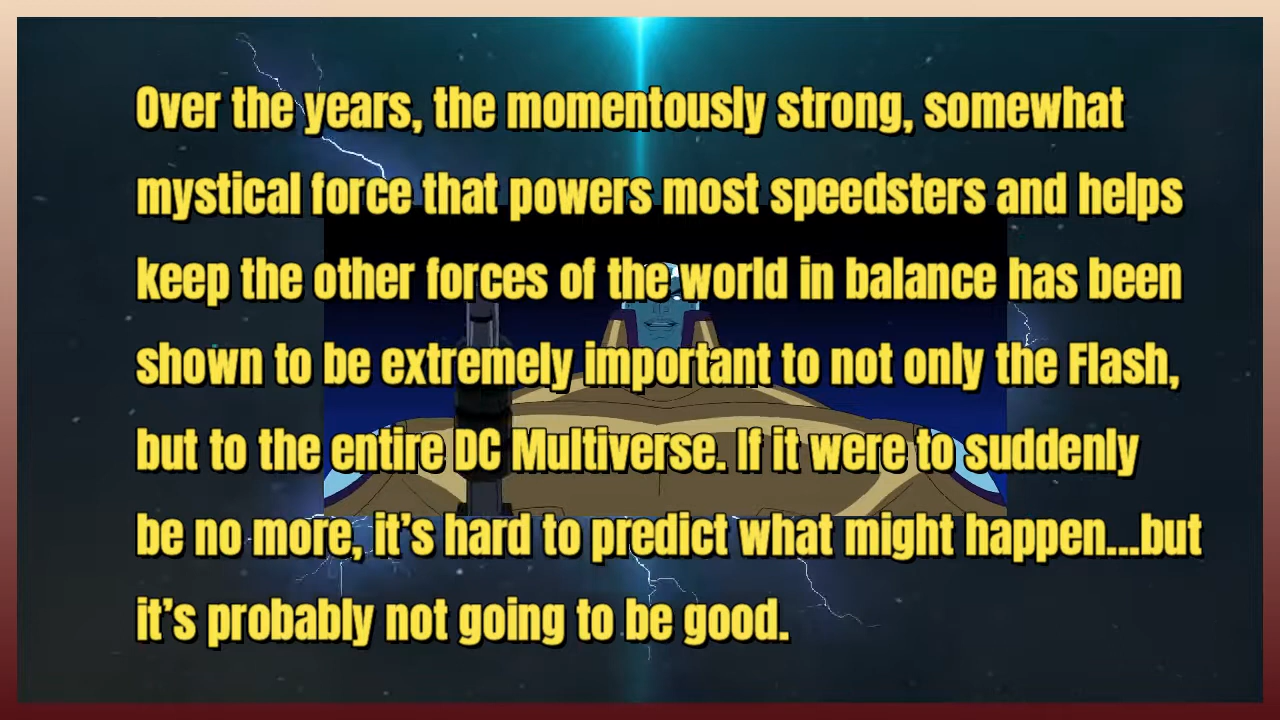 Over the years, the momentously strong, somewhat
mystical force that powers most speedsters and helps
keep the other forces of the world in balance has been
shown to be extremely important to not only the Flash,
but to the entire DC Multiverse. If it were to suddenly
be no more, it’s hard to predict what might happen...but
it’s probably not going to be good.